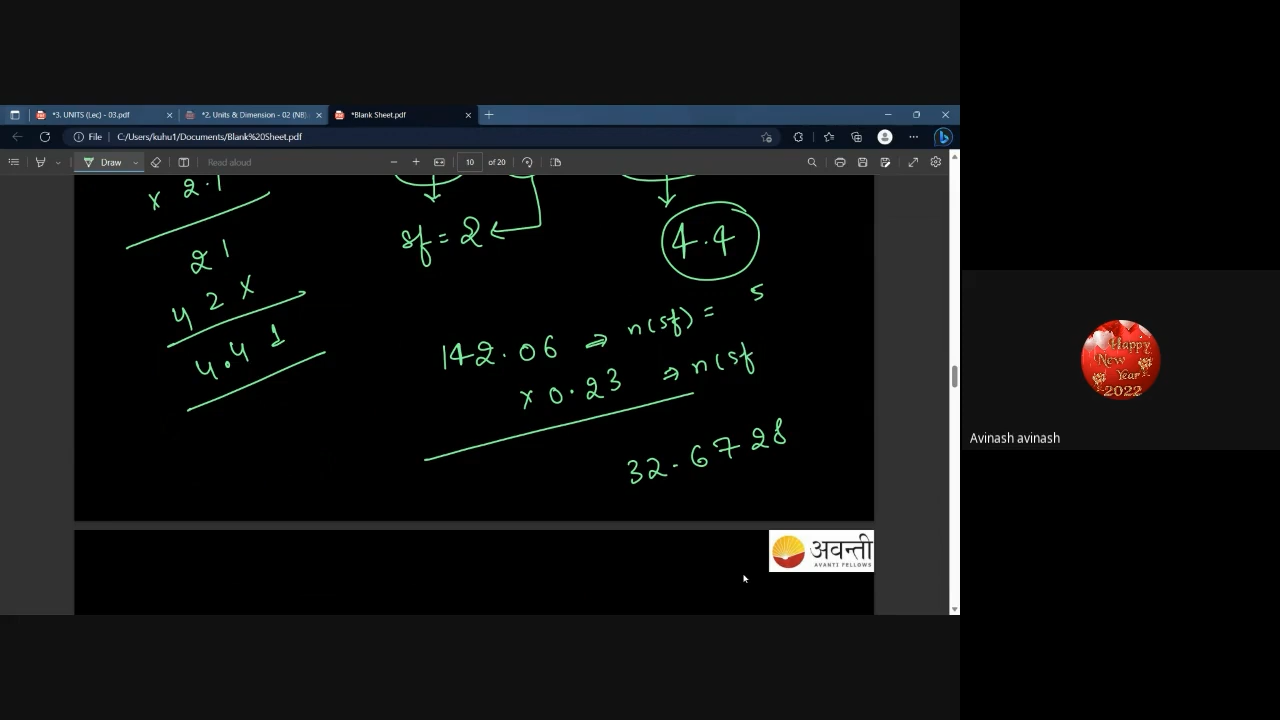 *3. UNITS (Lec) - 03.pdf
*2. Units & Dimension - 02 (NB).
*Blank Sheet.pdf
File C:/Users/kuhu1/Documents/Blank%20Sheet.pdf
Draw Read aloud 10 of 20
x 2.1
21
42x
4.41
sf = 2
4.4
142.06 ⇒ n(sf) = 5
x 0.23 ⇒ n(sf
32.6728
अवन्ती
AVANTI FELLOWS
Happy
New
Year
2022
Avinash avinash